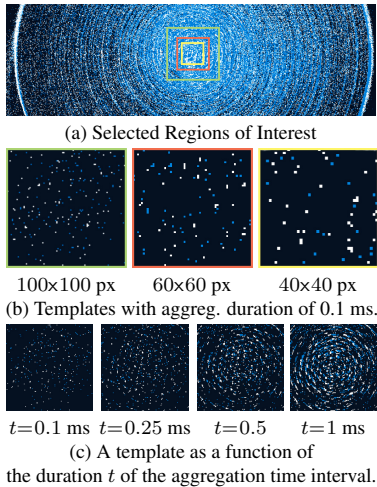 (a) Selected Regions of Interest
100×100 px 60×60 px 40×40 px
(b) Templates with aggreg. duration of 0.1 ms.
t=0.1 ms t=0.25 ms t=0.5 t=1 ms
(c) A template as a function of
the duration t of the aggregation time interval.